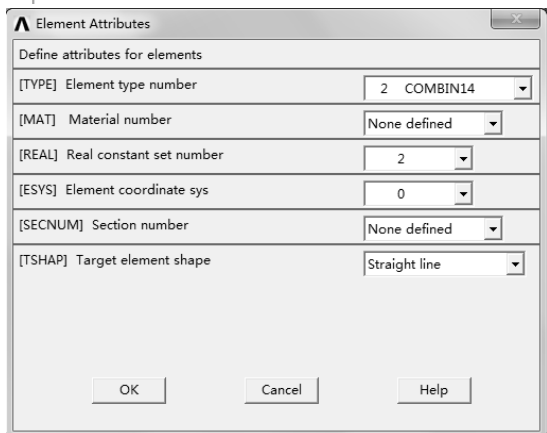 Element Attributes
Define attributes for elements
[TYPE] Element type number 2 COMBIN14
[MAT] Material number None defined
[REAL] Real constant set number 2
[ESYS] Element coordinate sys 0
[SECNUM] Section number None defined
[TSHAP] Target element shape Straight line
OK Cancel Help